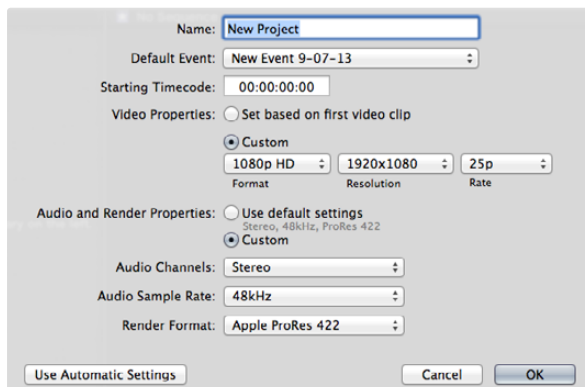 Name: New Project
Default Event: New Event 9-07-13
Starting Timecode: 00:00:00:00
Video Properties: Set based on first video clip
Custom
1080p HD 1920x1080 25p
Format Resolution Rate
Audio and Render Properties: Use default settings
Stereo, 48kHz, ProRes 422
Custom
Audio Channels: Stereo
Audio Sample Rate: 48kHz
Render Format: Apple ProRes 422
Use Automatic Settings Cancel OK